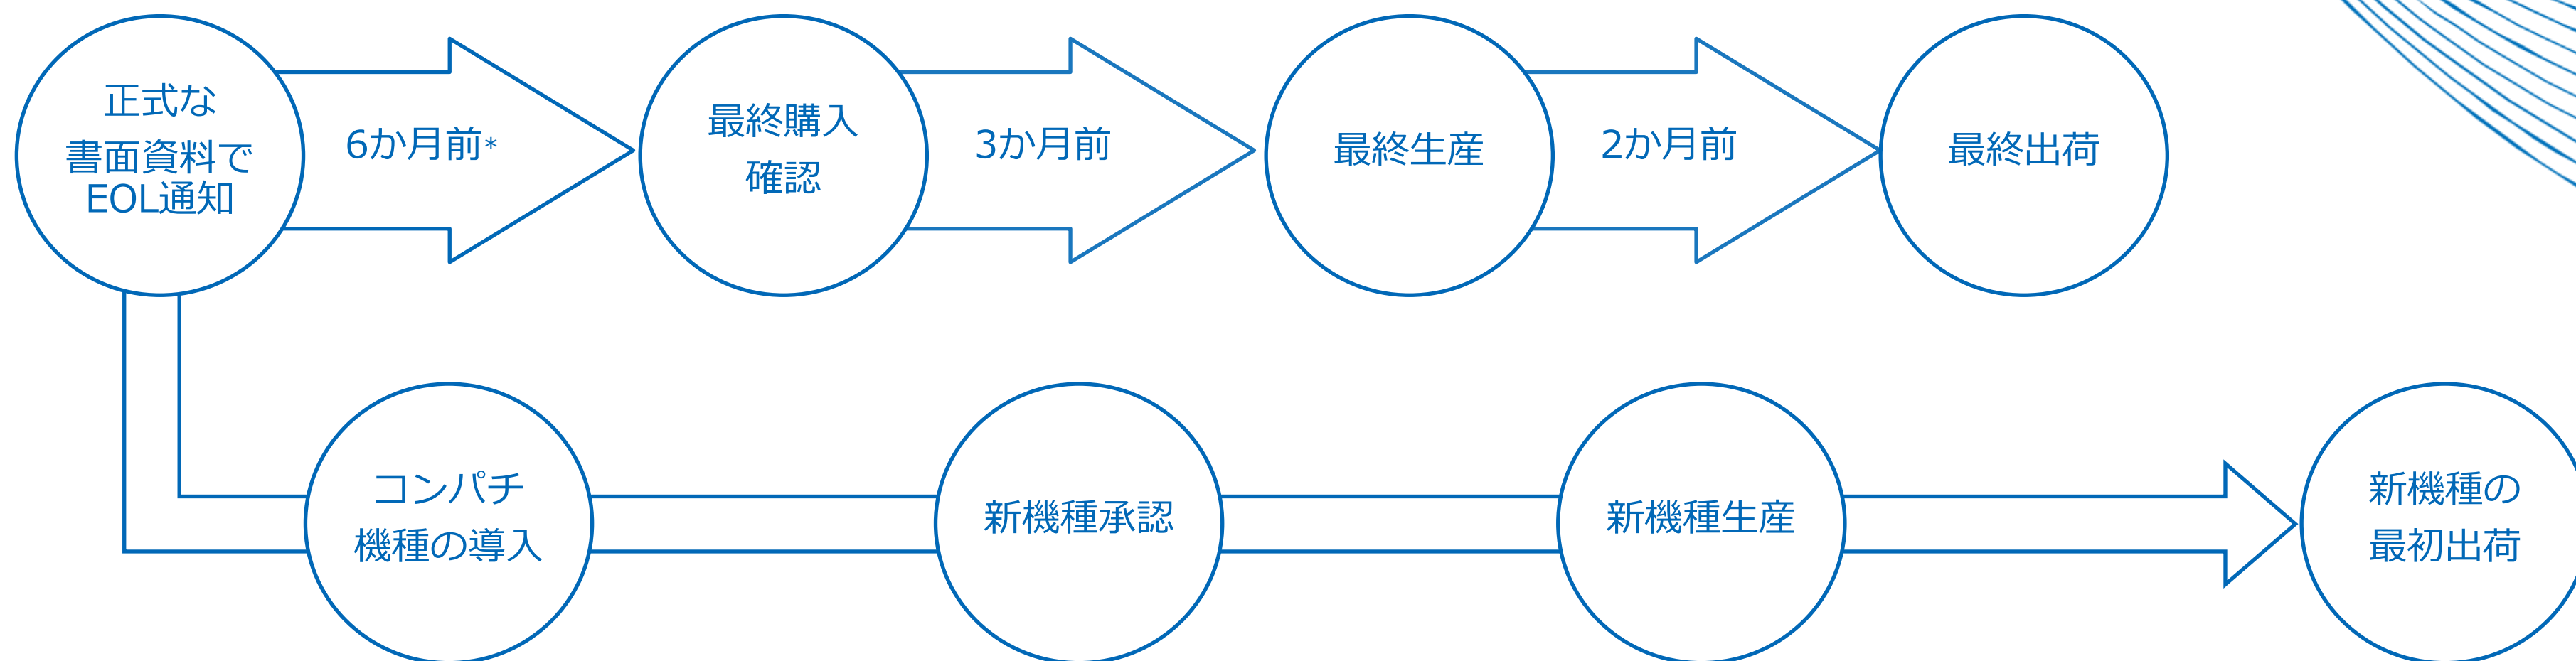 正式な
書面資料で
EOL通知
6か月前*
最終購入
確認
3か月前
最終生産
2か月前
最終出荷
コンパチ
機種の導入
新機種承認
新機種生産
新機種の
最初出荷